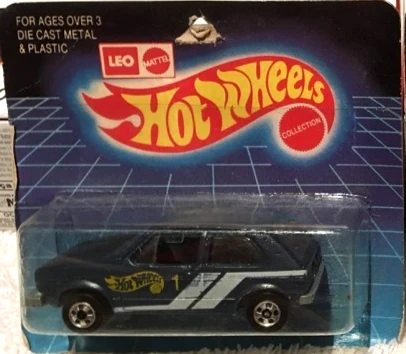 FOR AGES OVER 3
DIE CAST METAL
& PLASTIC
LEO MATTEL
HOT WHEELS
COLLECTION
HOT WHEELS 1